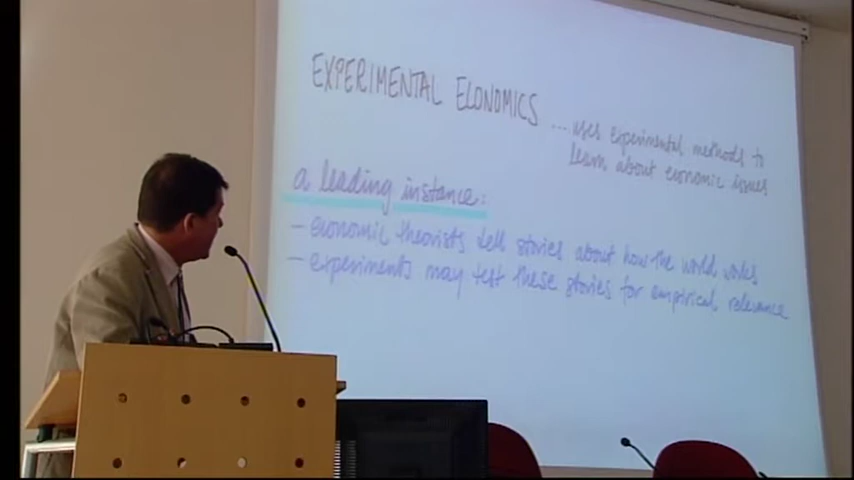 EXPERIMENTAL ECONOMICS
... uses experimental methods to
learn about economic issues
a leading instance:
- economic theorists tell stories about how the world works
- experiments may test these stories for empirical relevance